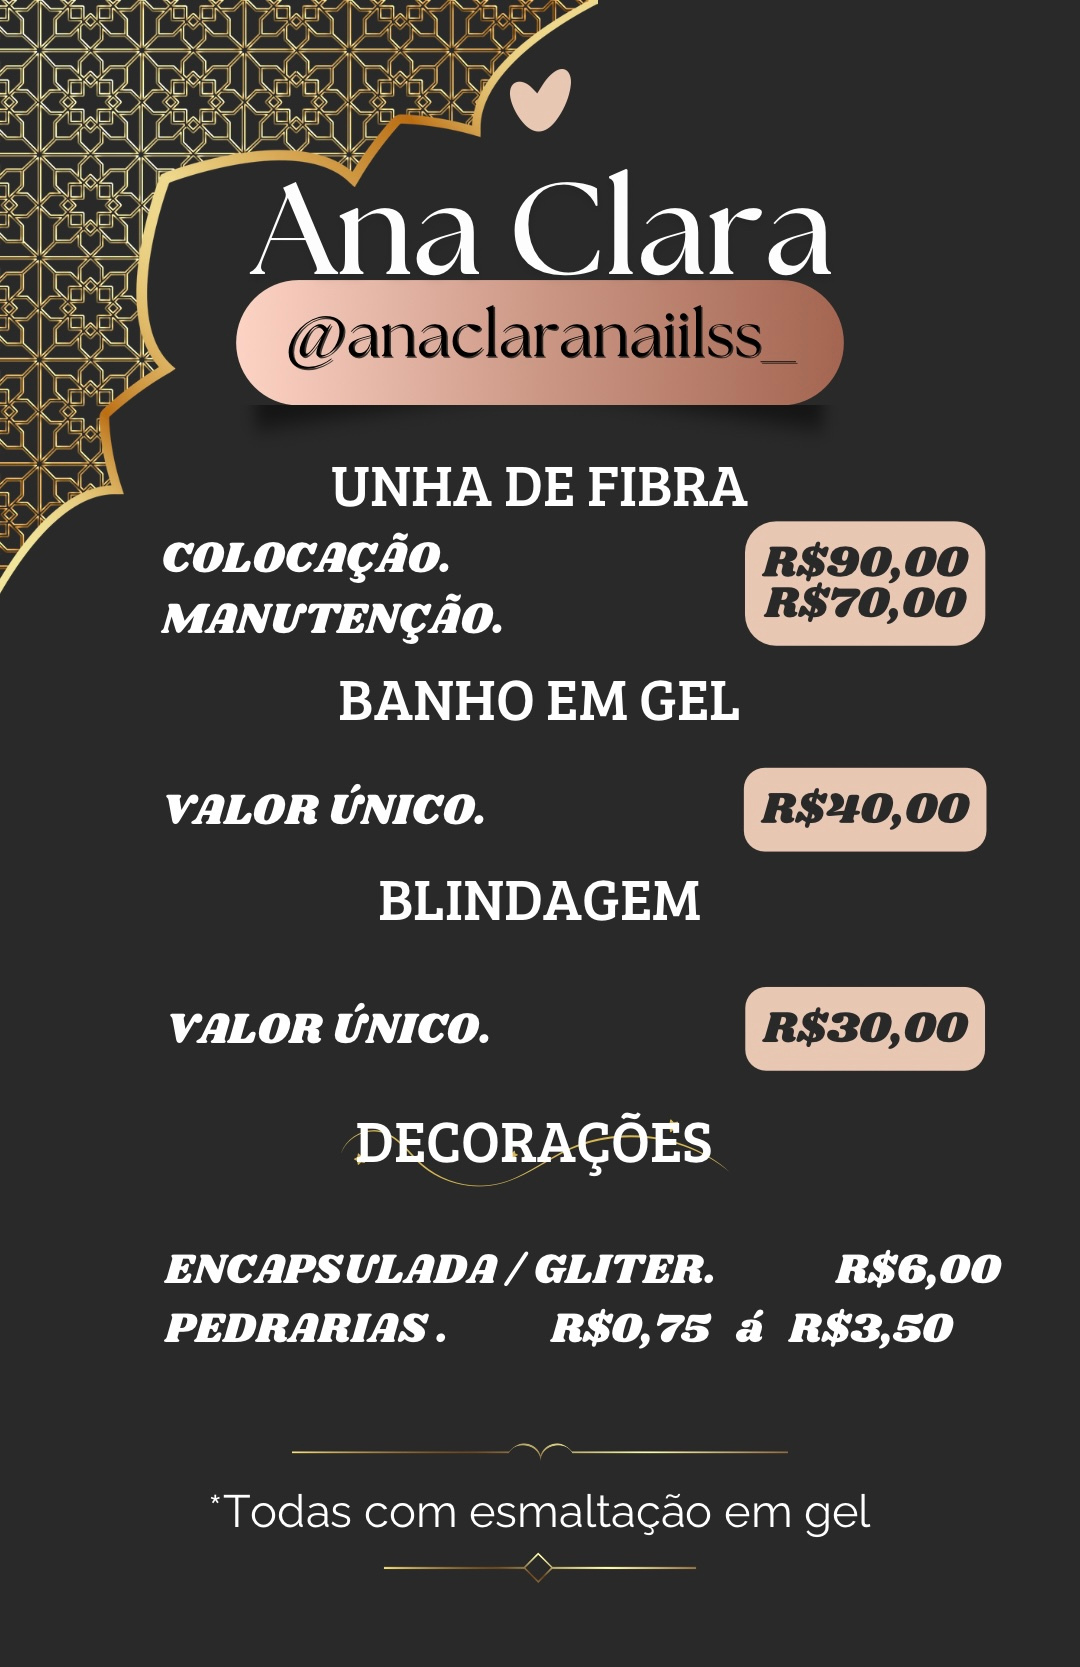 Ana Clara
@anaclaranaiilss_
UNHA DE FIBRA
COLOCAÇÃO. R$90,00
MANUTENÇÃO. R$70,00
BANHO EM GEL
VALOR ÚNICO. R$40,00
BLINDAGEM
VALOR ÚNICO. R$30,00
DECORAÇÕES
ENCAPSULADA / GLITER. R$6,00
PEDRARIAS . R$0,75 á R$3,50
*Todas com esmaltação em gel